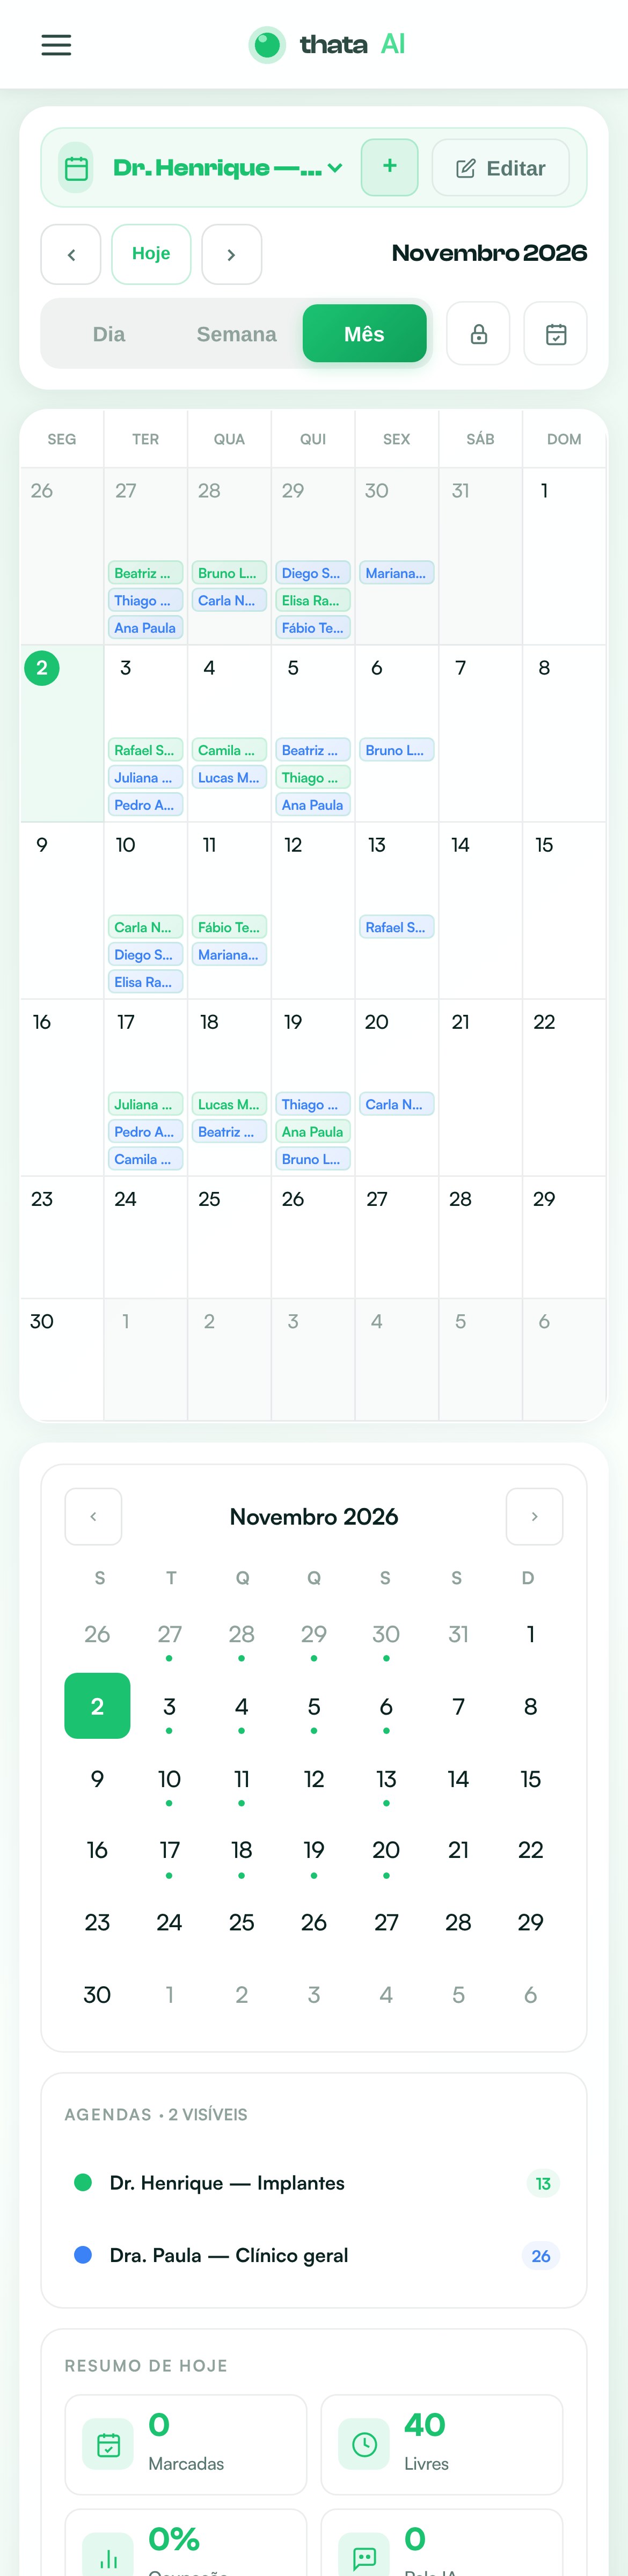 thata AI
Dr. Henrique —... + Editar
‹ Hoje › Novembro 2026
Dia Semana Mês
SEG TER QUA QUI SEX SÁB DOM
26 27 28 29 30 31 1
Beatriz ... Bruno L... Diego S... Mariana...
Thiago ... Carla N... Elisa Ra...
Ana Paula Fábio Te...
2 3 4 5 6 7 8
Rafael S... Camila ... Beatriz ... Bruno L...
Juliana ... Lucas M... Thiago ...
Pedro A... Ana Paula
9 10 11 12 13 14 15
Carla N... Fábio Te... Rafael S...
Diego S... Mariana...
Elisa Ra...
16 17 18 19 20 21 22
Juliana ... Lucas M... Thiago ... Carla N...
Pedro A... Beatriz ... Ana Paula
Camila ... Bruno L...
23 24 25 26 27 28 29
30 1 2 3 4 5 6
‹ Novembro 2026 ›
S T Q Q S S D
26 27 28 29 30 31 1
2 3 4 5 6 7 8
9 10 11 12 13 14 15
16 17 18 19 20 21 22
23 24 25 26 27 28 29
30 1 2 3 4 5 6
AGENDAS · 2 VISÍVEIS
Dr. Henrique — Implantes 13
Dra. Paula — Clínico geral 26
RESUMO DE HOJE
0 40
Marcadas Livres
0% 0